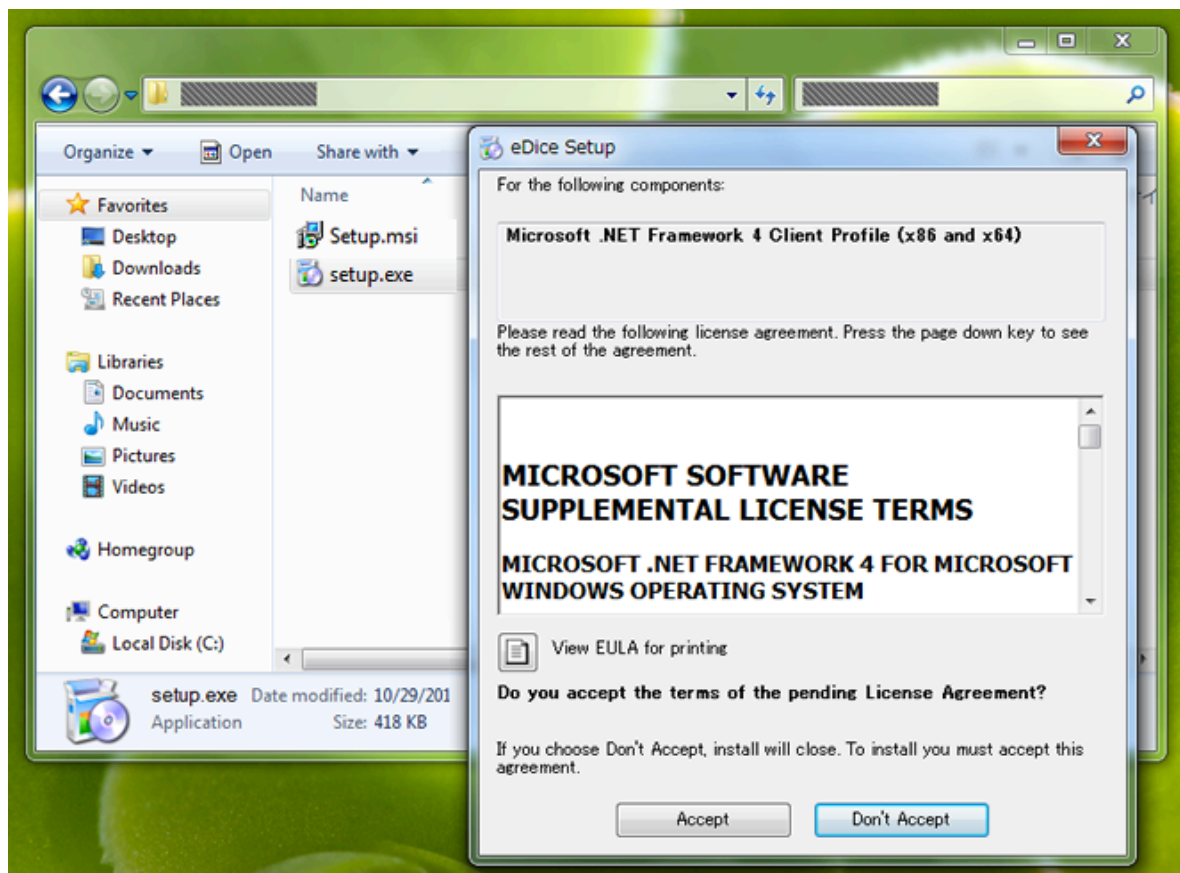 Organize
Open
Share with
Favorites
Desktop
Downloads
Recent Places
Libraries
Documents
Music
Pictures
Videos
Homegroup
Computer
Local Disk (C:)
Name
Setup.msi
setup.exe
setup.exe Date modified: 10/29/201
Application Size: 418 KB
eDice Setup
For the following components:
Microsoft .NET Framework 4 Client Profile (x86 and x64)
Please read the following license agreement. Press the page down key to see
the rest of the agreement.
MICROSOFT SOFTWARE
SUPPLEMENTAL LICENSE TERMS
MICROSOFT .NET FRAMEWORK 4 FOR MICROSOFT
WINDOWS OPERATING SYSTEM
View EULA for printing
Do you accept the terms of the pending License Agreement?
If you choose Don't Accept, install will close. To install you must accept this
agreement.
Accept
Don't Accept